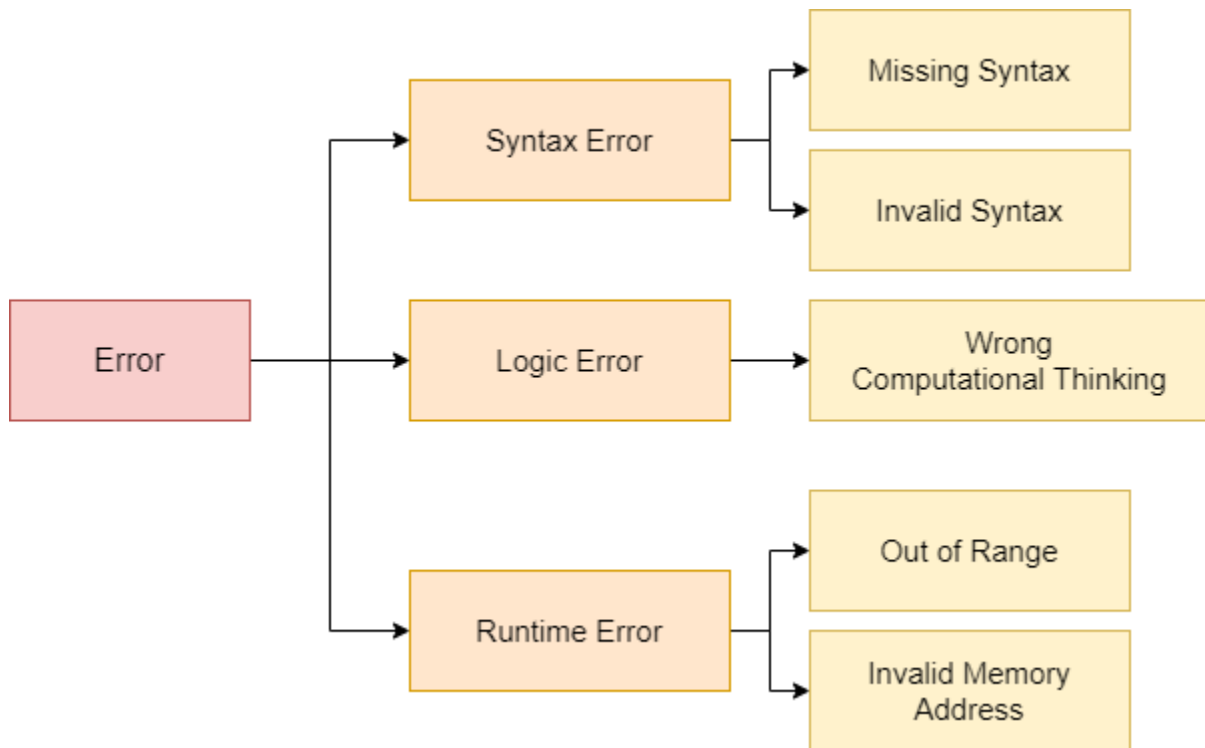 Error
Syntax Error
Missing Syntax
Invalid Syntax
Logic Error
Wrong
Computational Thinking
Runtime Error
Out of Range
Invalid Memory
Address